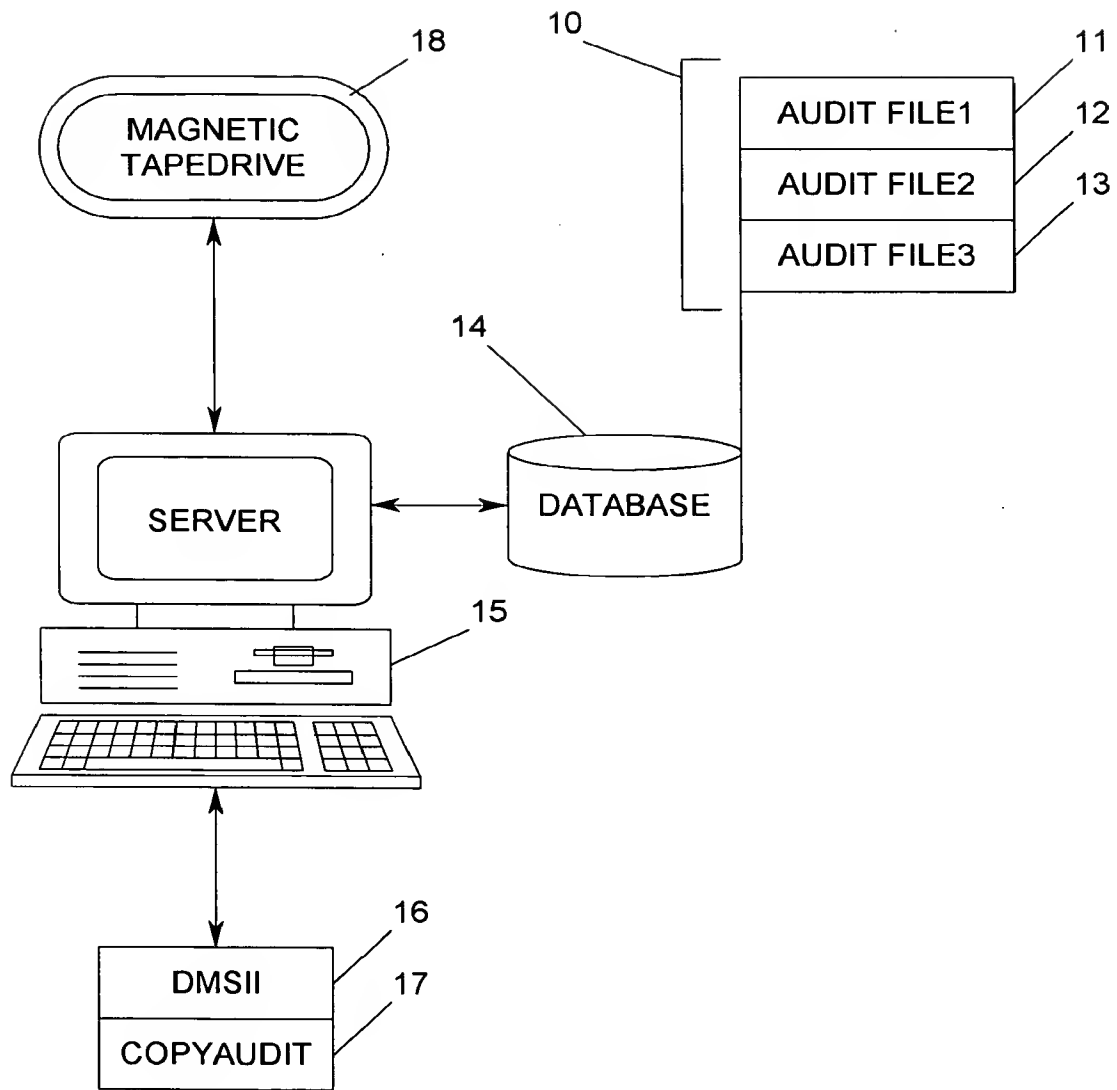 18
MAGNETIC
TAPEDRIVE
10
11
AUDIT FILE1
12
AUDIT FILE2
13
AUDIT FILE3
14
SERVER
DATABASE
15
16
DMSII
17
COPYAUDIT